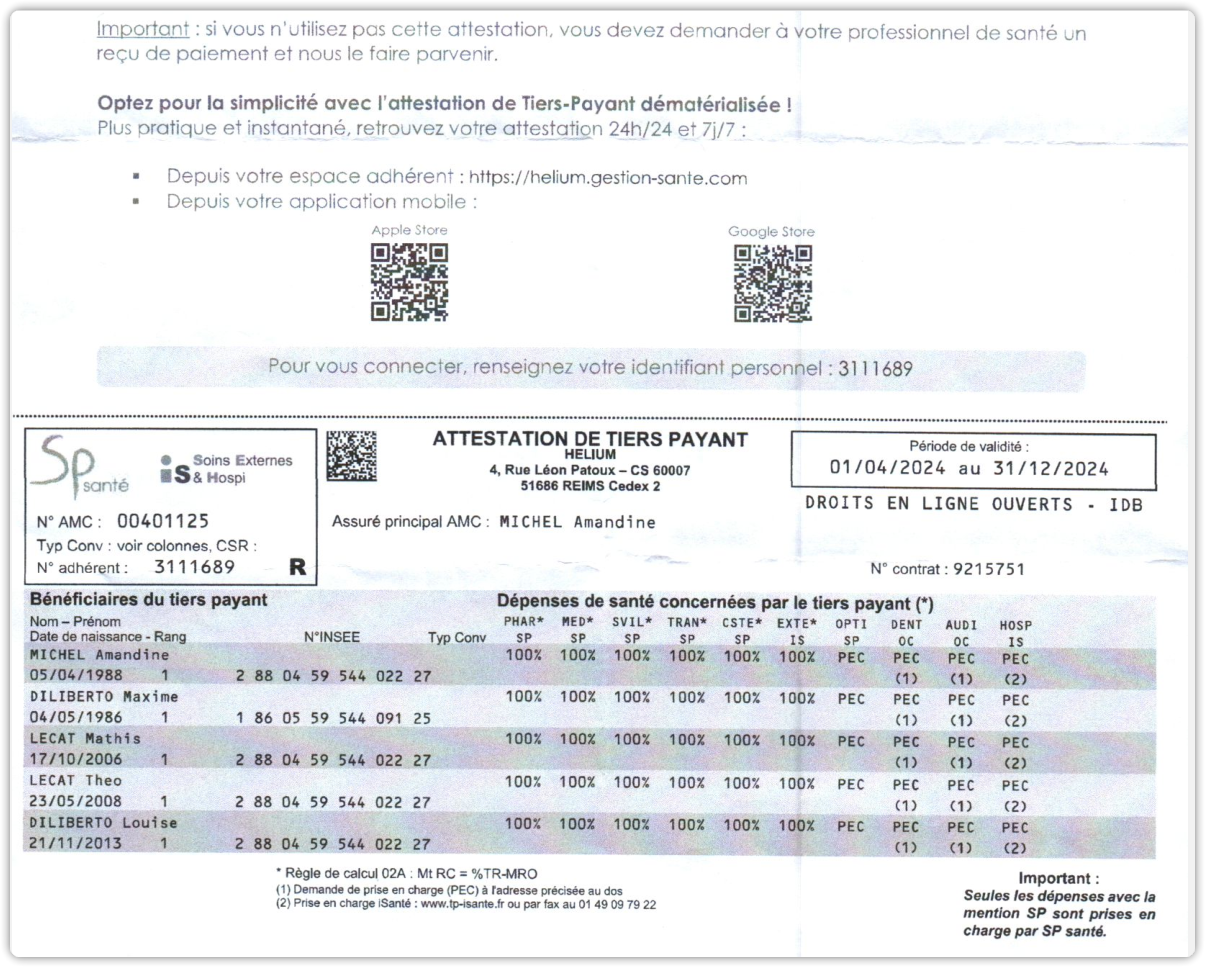 Important : si vous n'utilisez pas cette attestation, vous devez demander à votre professionnel de santé un
reçu de paiement et nous le faire parvenir.
Optez pour la simplicité avec l'attestation de Tiers-Payant dématérialisée !
Plus pratique et instantané, retrouvez votre attestation 24h/24 et 7j/7 :
▪ Depuis votre espace adhérent : https://helium.gestion-sante.com
▪ Depuis votre application mobile :
Apple Store Google Store
Pour vous connecter, renseignez votre identifiant personnel : 3111689
Sp santé
is Soins Externes
& Hospi
N° AMC : 00401125
Typ Conv : voir colonnes, CSR :
N° adhérent : 3111689 R
ATTESTATION DE TIERS PAYANT
HELIUM
4, Rue Léon Patoux – CS 60007
51686 REIMS Cedex 2
Assuré principal AMC : MICHEL Amandine
Période de validité :
01/04/2024 au 31/12/2024
DROITS EN LIGNE OUVERTS - IDB
N° contrat : 9215751
Bénéficiaires du tiers payant Dépenses de santé concernées par le tiers payant (*)
Nom – Prénom PHAR* MED* SVIL* TRAN* CSTE* EXTE* OPTI DENT AUDI HOSP
Date de naissance - Rang N°INSEE Typ Conv SP SP SP SP SP IS SP OC OC IS
MICHEL Amandine 100% 100% 100% 100% 100% 100% PEC PEC PEC PEC
05/04/1988 1 2 88 04 59 544 022 27 (1) (1) (2)
DILIBERTO Maxime 100% 100% 100% 100% 100% 100% PEC PEC PEC PEC
04/05/1986 1 1 86 05 59 544 091 25 (1) (1) (2)
LECAT Mathis 100% 100% 100% 100% 100% 100% PEC PEC PEC PEC
17/10/2006 1 2 88 04 59 544 022 27 (1) (1) (2)
LECAT Theo 100% 100% 100% 100% 100% 100% PEC PEC PEC PEC
23/05/2008 1 2 88 04 59 544 022 27 (1) (1) (2)
DILIBERTO Louise 100% 100% 100% 100% 100% 100% PEC PEC PEC PEC
21/11/2013 1 2 88 04 59 544 022 27 (1) (1) (2)
* Règle de calcul 02A : Mt RC = %TR-MRO
(1) Demande de prise en charge (PEC) à l'adresse précisée au dos
(2) Prise en charge iSanté : www.tp-isante.fr ou par fax au 01 49 09 79 22
Important :
Seules les dépenses avec la
mention SP sont prises en
charge par SP santé.